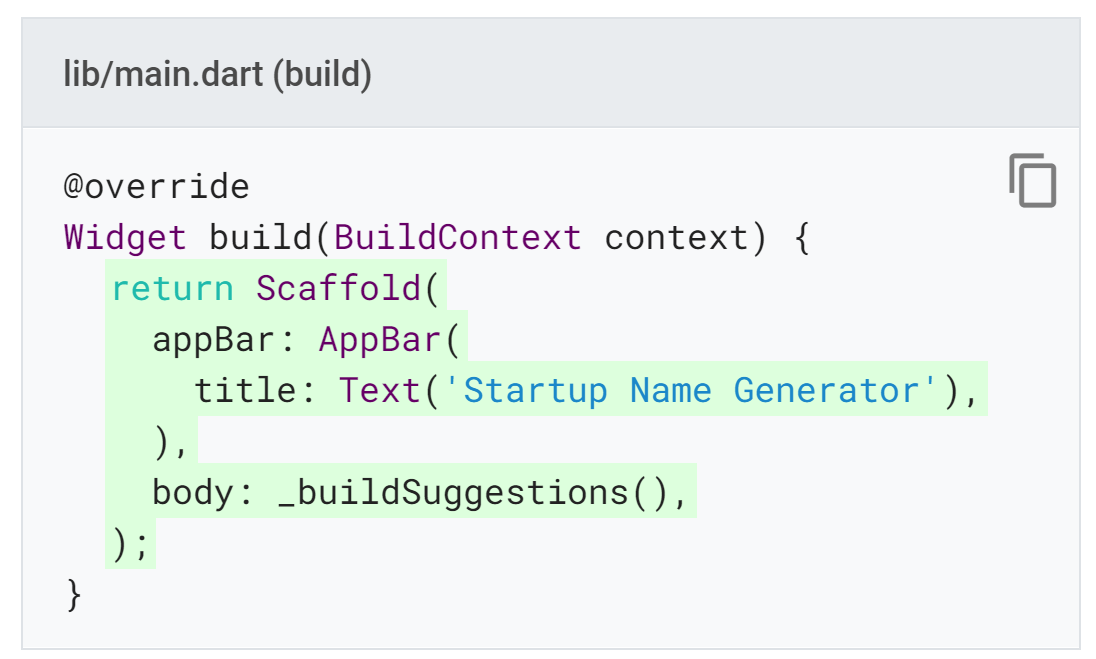 lib/main.dart (build)
@override
Widget build(BuildContext context) {
  return Scaffold(
    appBar: AppBar(
      title: Text('Startup Name Generator'),
    ),
    body: _buildSuggestions(),
  );
}